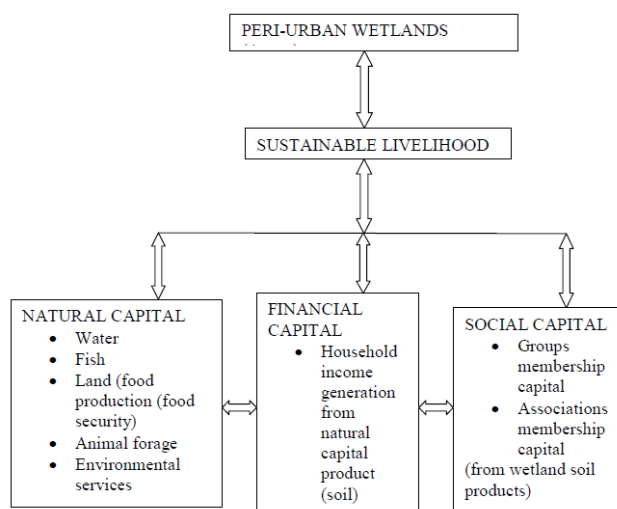 PERI-URBAN WETLANDS
SUSTAINABLE LIVELIHOOD
NATURAL CAPITAL
• Water
• Fish
• Land (food
production (food
security)
• Animal forage
• Environmental
services
FINANCIAL
CAPITAL
• Household
income
generation
from
natural
capital
product
(soil)
SOCIAL CAPITAL
• Groups
membership
capital
• Associations
membership
capital
(from wetland soil
products)